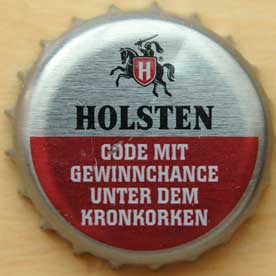 H
HOLSTEN
CODE MIT
GEWINNCHANCE
UNTER DEM
KRONKORKEN